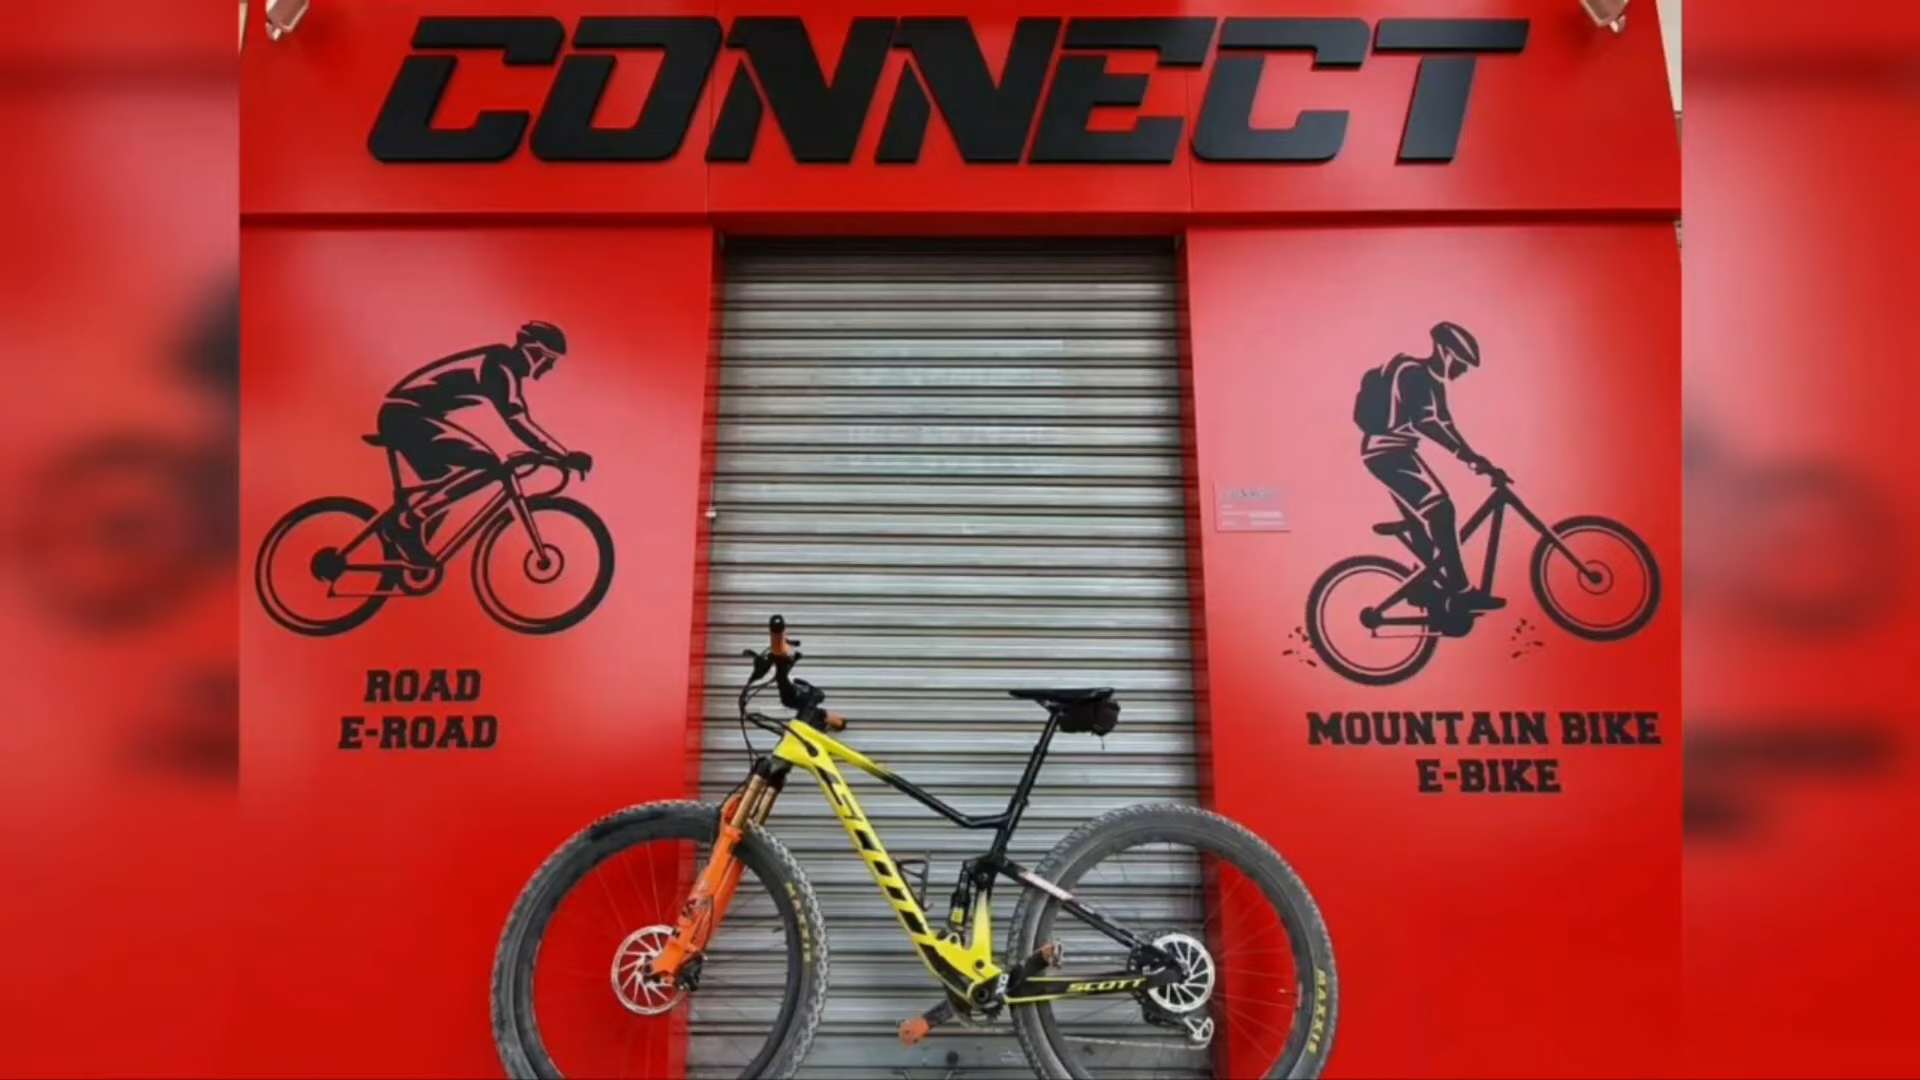 CONNECT
ROAD
E-ROAD
MOUNTAIN BIKE
E-BIKE
SCOTT
SCOTT
MAXXIS
MAXXIS